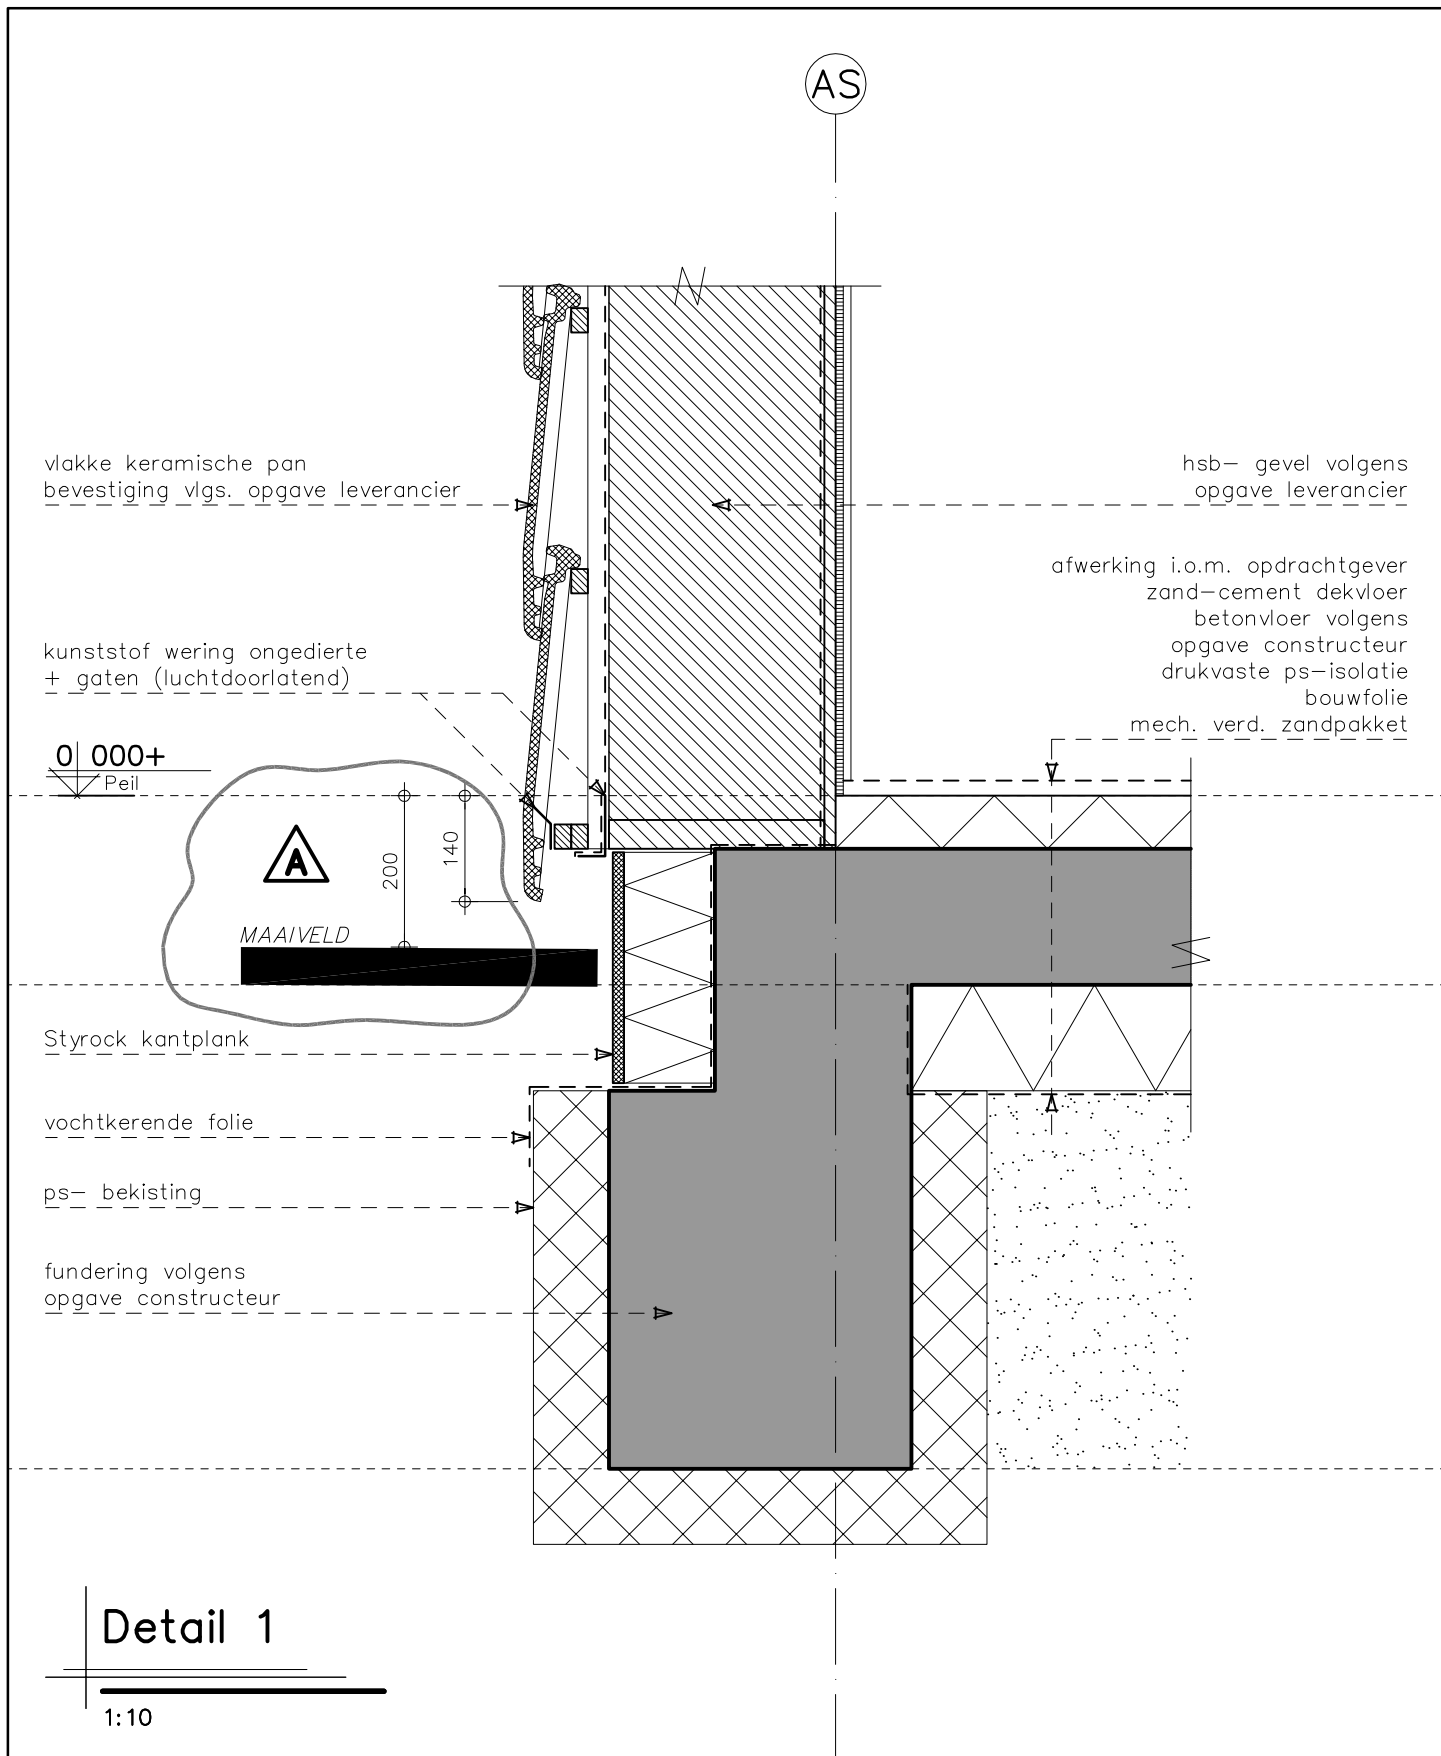 AS
vlakke keramische pan
bevestiging vlgs. opgave leverancier
hsb- gevel volgens
opgave leverancier
afwerking i.o.m. opdrachtgever
zand-cement dekvloer
betonvloer volgens
opgave constructeur
drukvaste ps-isolatie
bouwfolie
mech. verd. zandpakket
kunststof wering ongedierte
+ gaten (luchtdoorlatend)
0 000+
Peil
A
200
140
MAAIVELD
Styrock kantplank
vochtkerende folie
ps- bekisting
fundering volgens
opgave constructeur
Detail 1
1:10